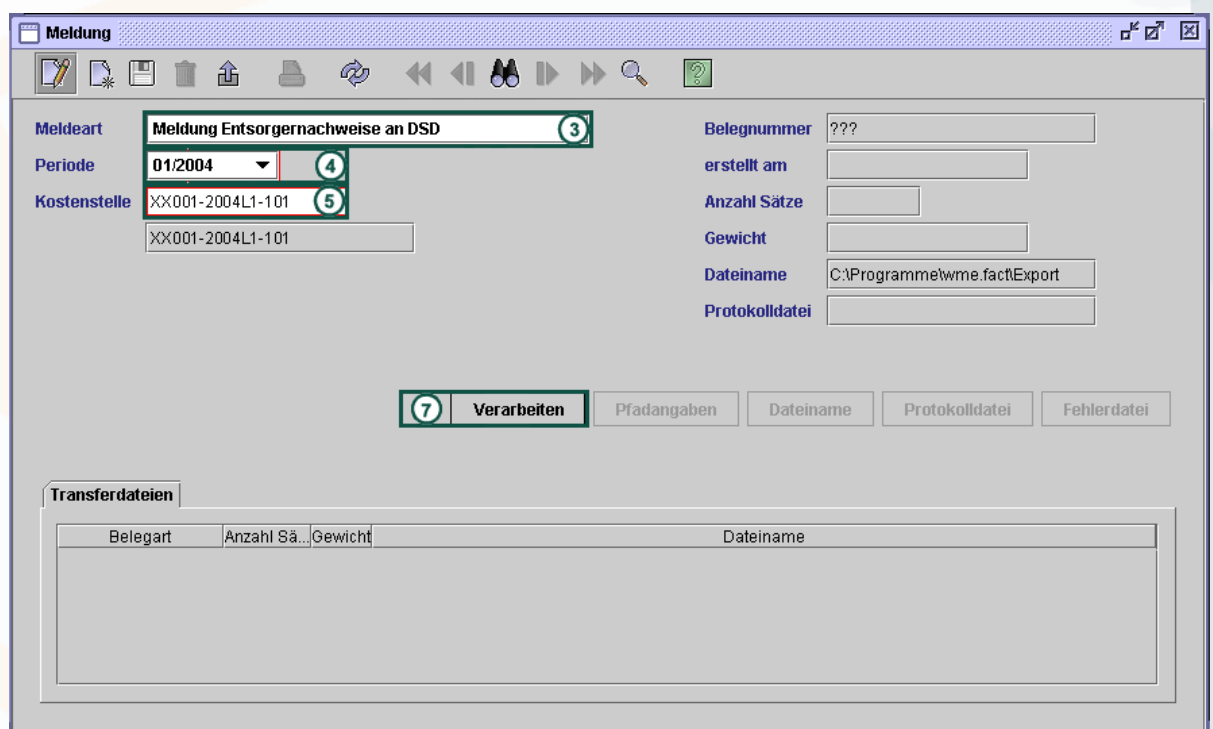 Meldung
Meldeart Meldung Entsorgernachweise an DSD 3
Periode 01/2004 4
Kostenstelle XX001-2004L1-101 5
XX001-2004L1-101
Belegnummer ???
erstellt am
Anzahl Sätze
Gewicht
Dateiname C:\Programme\wme.fact\Export
Protokolldatei
7 Verarbeiten Pfadangaben Dateiname Protokolldatei Fehlerdatei
Transferdateien
Belegart Anzahl Sä... Gewicht Dateiname